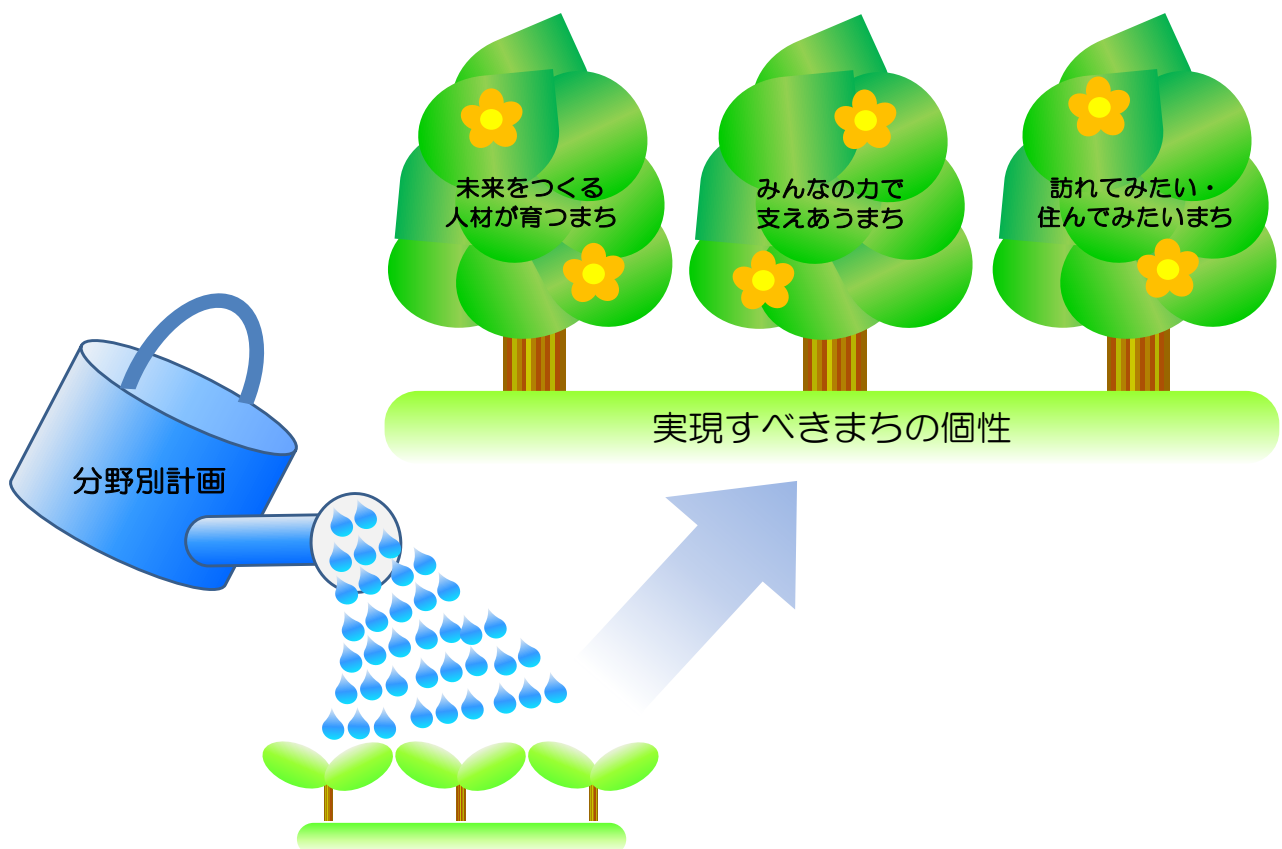 未来をつくる
人材が育つまち
みんなの力で
支えあうまち
訪れてみたい・
住んでみたいまち
実現すべきまちの個性
分野別計画